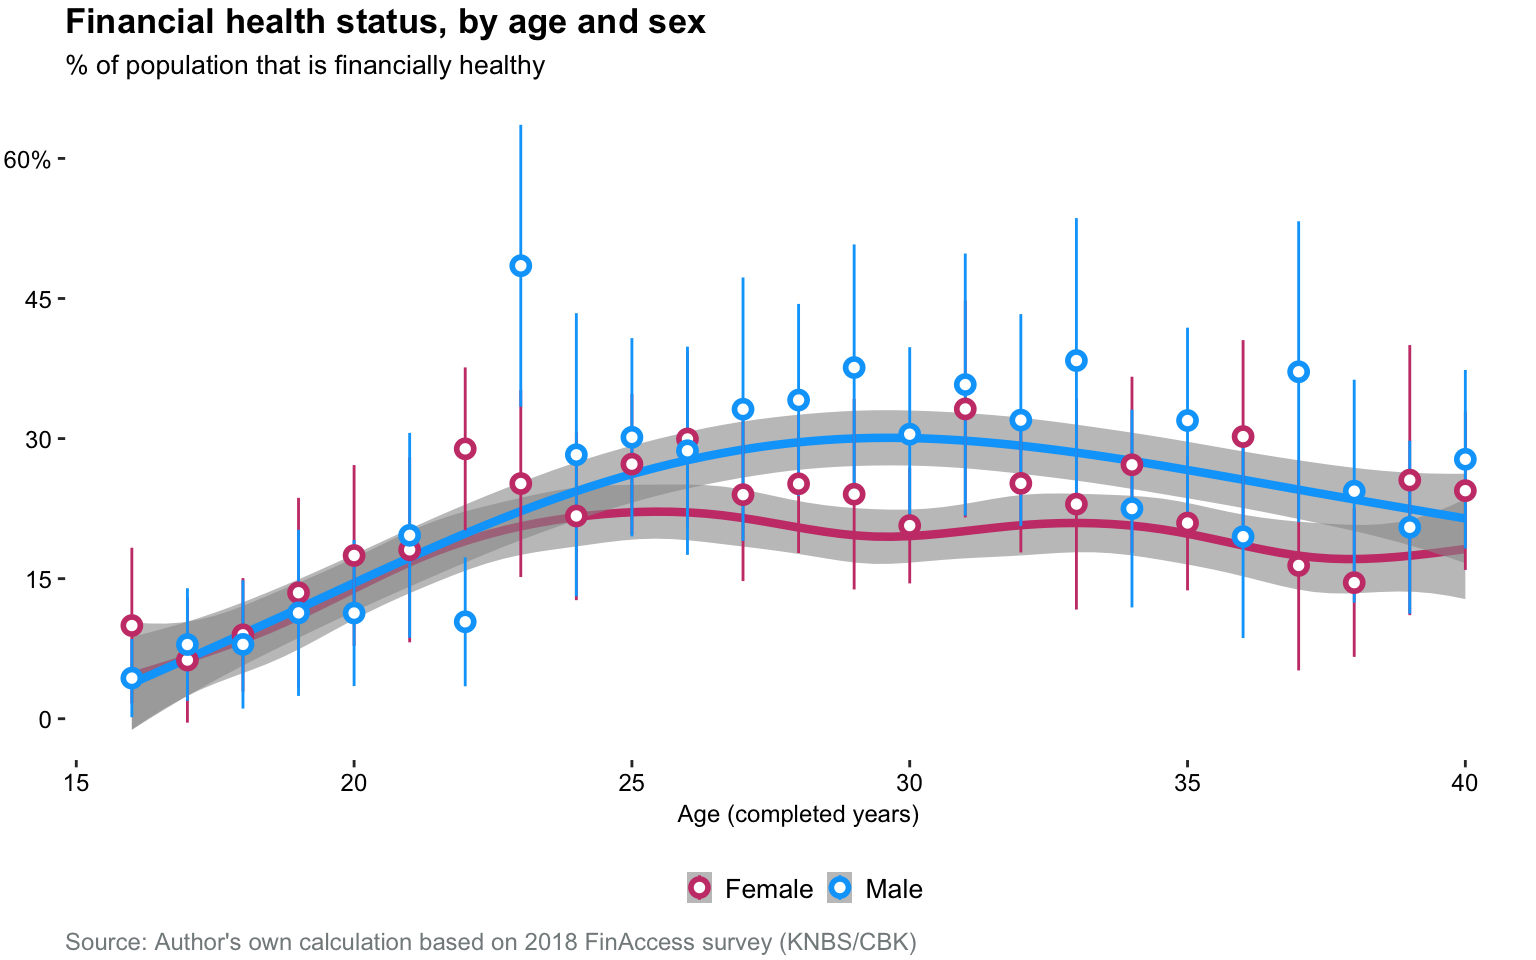 Financial health status, by age and sex
% of population that is financially healthy
60%
45
30
15
0
15 20 25 30 35 40
Age (completed years)
Female Male
Source: Author's own calculation based on 2018 FinAccess survey (KNBS/CBK)